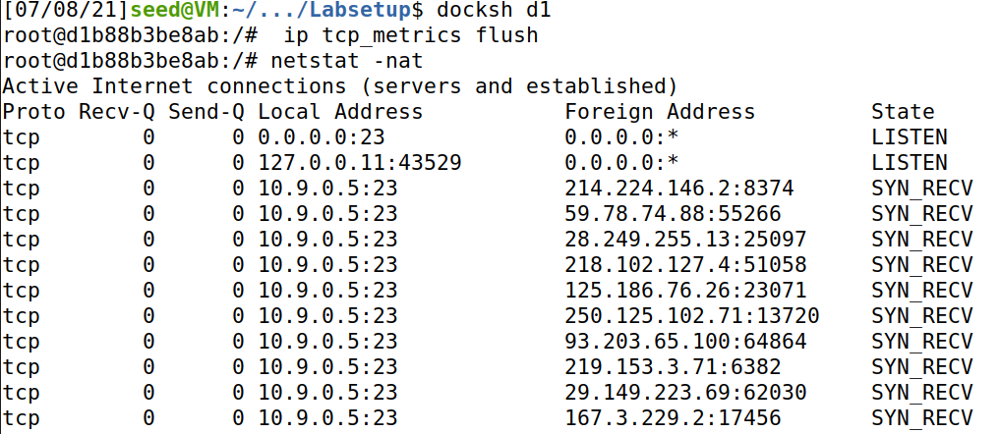 [07/08/21]seed@VM:~/.../Labsetup$ docksh d1
root@d1b88b3be8ab:/#  ip tcp_metrics flush
root@d1b88b3be8ab:/# netstat -nat
Active Internet connections (servers and established)
Proto Recv-Q Send-Q Local Address           Foreign Address         State
tcp        0      0 0.0.0.0:23              0.0.0.0:*               LISTEN
tcp        0      0 127.0.0.11:43529        0.0.0.0:*               LISTEN
tcp        0      0 10.9.0.5:23             214.224.146.2:8374      SYN_RECV
tcp        0      0 10.9.0.5:23             59.78.74.88:55266       SYN_RECV
tcp        0      0 10.9.0.5:23             28.249.255.13:25097     SYN_RECV
tcp        0      0 10.9.0.5:23             218.102.127.4:51058     SYN_RECV
tcp        0      0 10.9.0.5:23             125.186.76.26:23071     SYN_RECV
tcp        0      0 10.9.0.5:23             250.125.102.71:13720    SYN_RECV
tcp        0      0 10.9.0.5:23             93.203.65.100:64864     SYN_RECV
tcp        0      0 10.9.0.5:23             219.153.3.71:6382       SYN_RECV
tcp        0      0 10.9.0.5:23             29.149.223.69:62030     SYN_RECV
tcp        0      0 10.9.0.5:23             167.3.229.2:17456       SYN_RECV